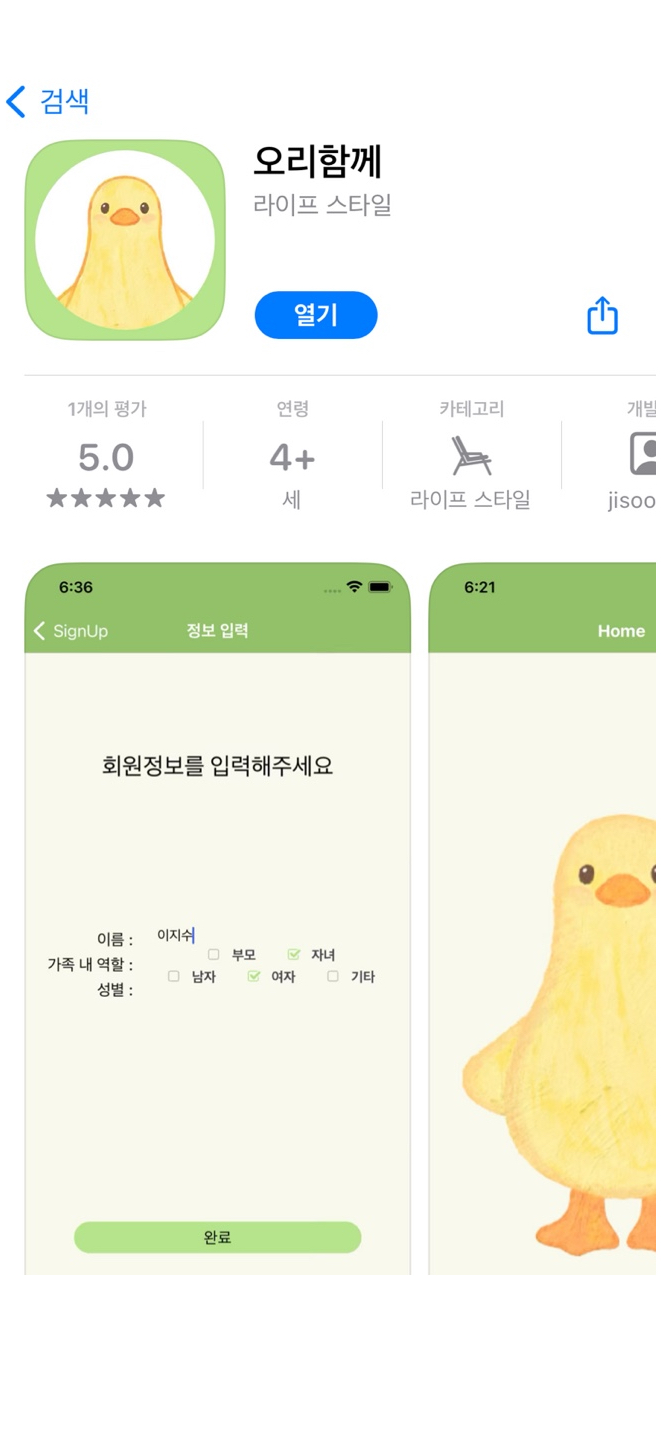 검색
오리함께
라이프 스타일
열기
1개의 평가
5.0
연령
4+
세
카테고리
라이프 스타일
개발
jisoo
6:36
SignUp
정보 입력
회원정보를 입력해주세요
이름 : 이지수
가족 내 역할 : 부모 자녀
성별 : 남자 여자 기타
완료
6:21
Home